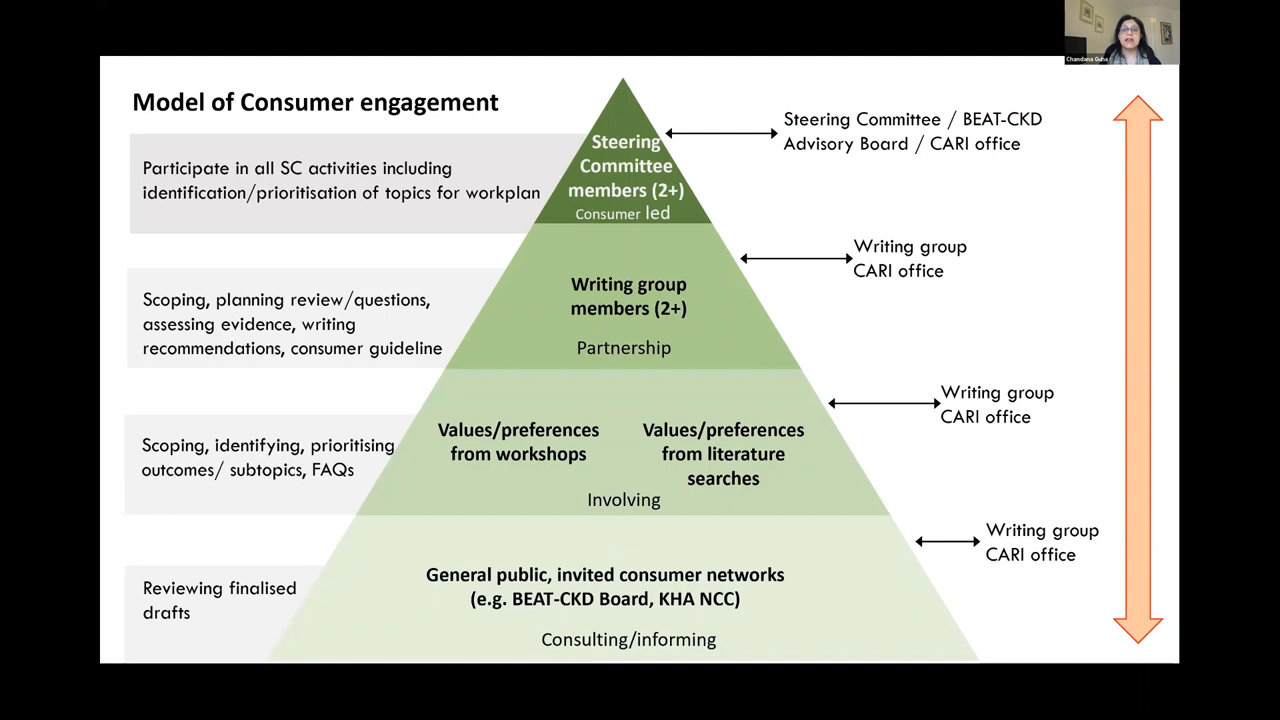 Chandana Guha
Model of Consumer engagement
Participate in all SC activities including
identification/prioritisation of topics for workplan
Steering
Committee
members (2+)
Consumer led
Steering Committee / BEAT-CKD
Advisory Board / CARI office
Scoping, planning review/questions,
assessing evidence, writing
recommendations, consumer guideline
Writing group
members (2+)
Partnership
Writing group
CARI office
Scoping, identifying, prioritising
outcomes/ subtopics, FAQs
Values/preferences
from workshops
Values/preferences
from literature
searches
Involving
Writing group
CARI office
Reviewing finalised
drafts
General public, invited consumer networks
(e.g. BEAT-CKD Board, KHA NCC)
Consulting/informing
Writing group
CARI office